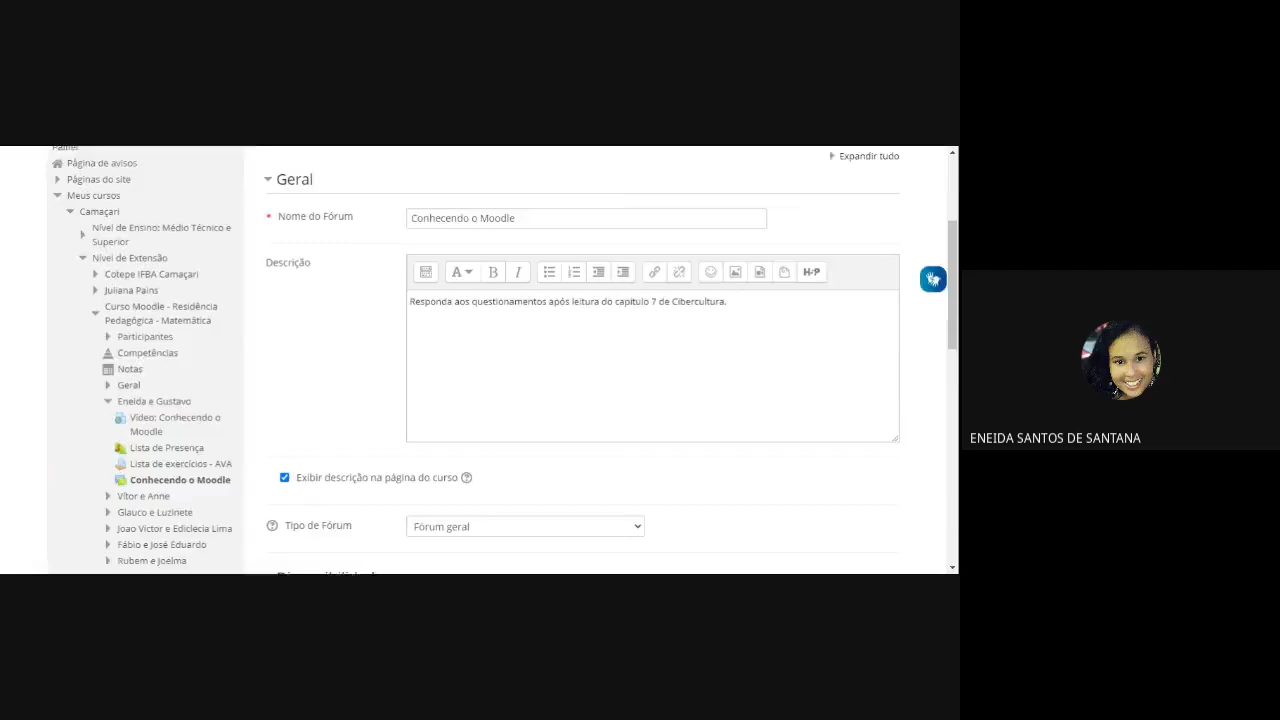 Painel
Página de avisos
Páginas do site
Meus cursos
Camaçari
Nível de Ensino: Médio Técnico e
Superior
Nível de Extensão
Cotepe IFBA Camaçari
Juliana Pains
Curso Moodle - Residência
Pedagógica - Matemática
Participantes
Competências
Notas
Geral
Eneida e Gustavo
Vídeo: Conhecendo o
Moodle
Lista de Presença
Lista de exercícios - AVA
Conhecendo o Moodle
Vítor e Anne
Glauco e Luzinete
Joao Victor e Ediclecia Lima
Fábio e José Eduardo
Rubem e Joelma
Expandir tudo
Geral
Nome do Fórum
Conhecendo o Moodle
Descrição
A B I H-P
Responda aos questionamentos após leitura do capítulo 7 de Cibercultura.
Exibir descrição na página do curso
Tipo de Fórum
Fórum geral
ENEIDA SANTOS DE SANTANA